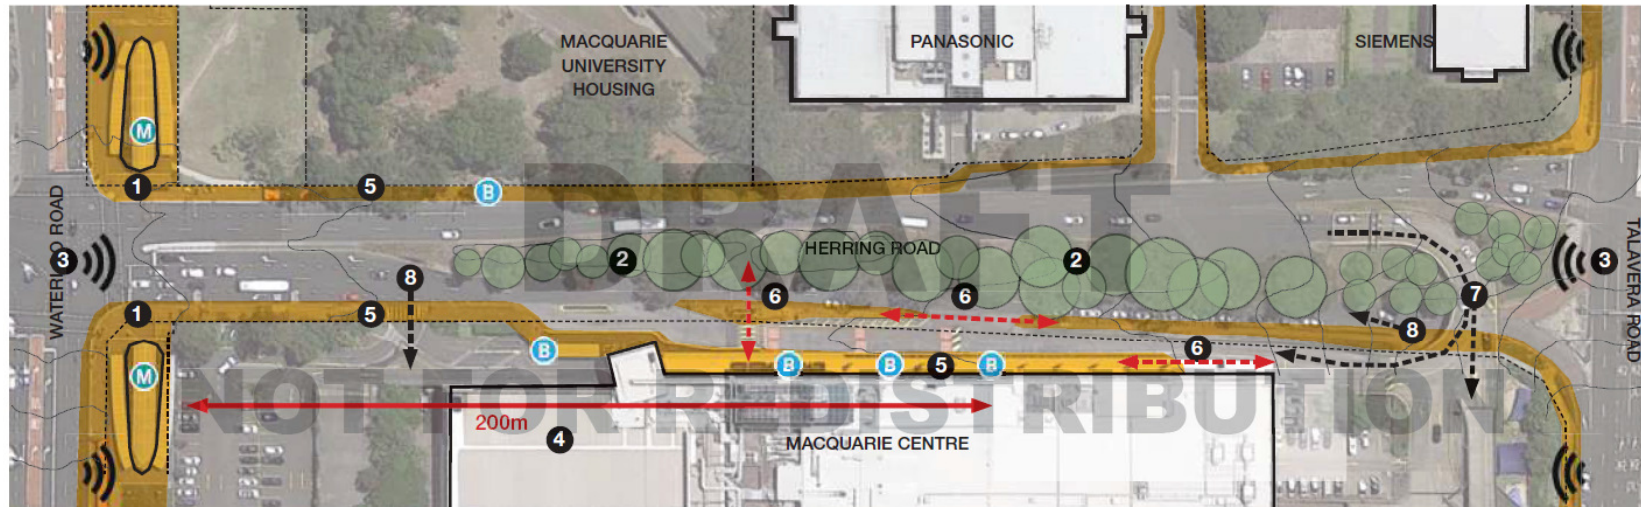 MACQUARIE
UNIVERSITY
HOUSING
PANASONIC
SIEMENS
M
1
5
B
DRAFT
WATERLOO ROAD
3
8
2
HERRING ROAD
2
3
TALAVERA ROAD
6
6
7
1
5
8
6
B
M
B
B
5
B
NOT FOR DISTRIBUTION
200m
4
MACQUARIE CENTRE